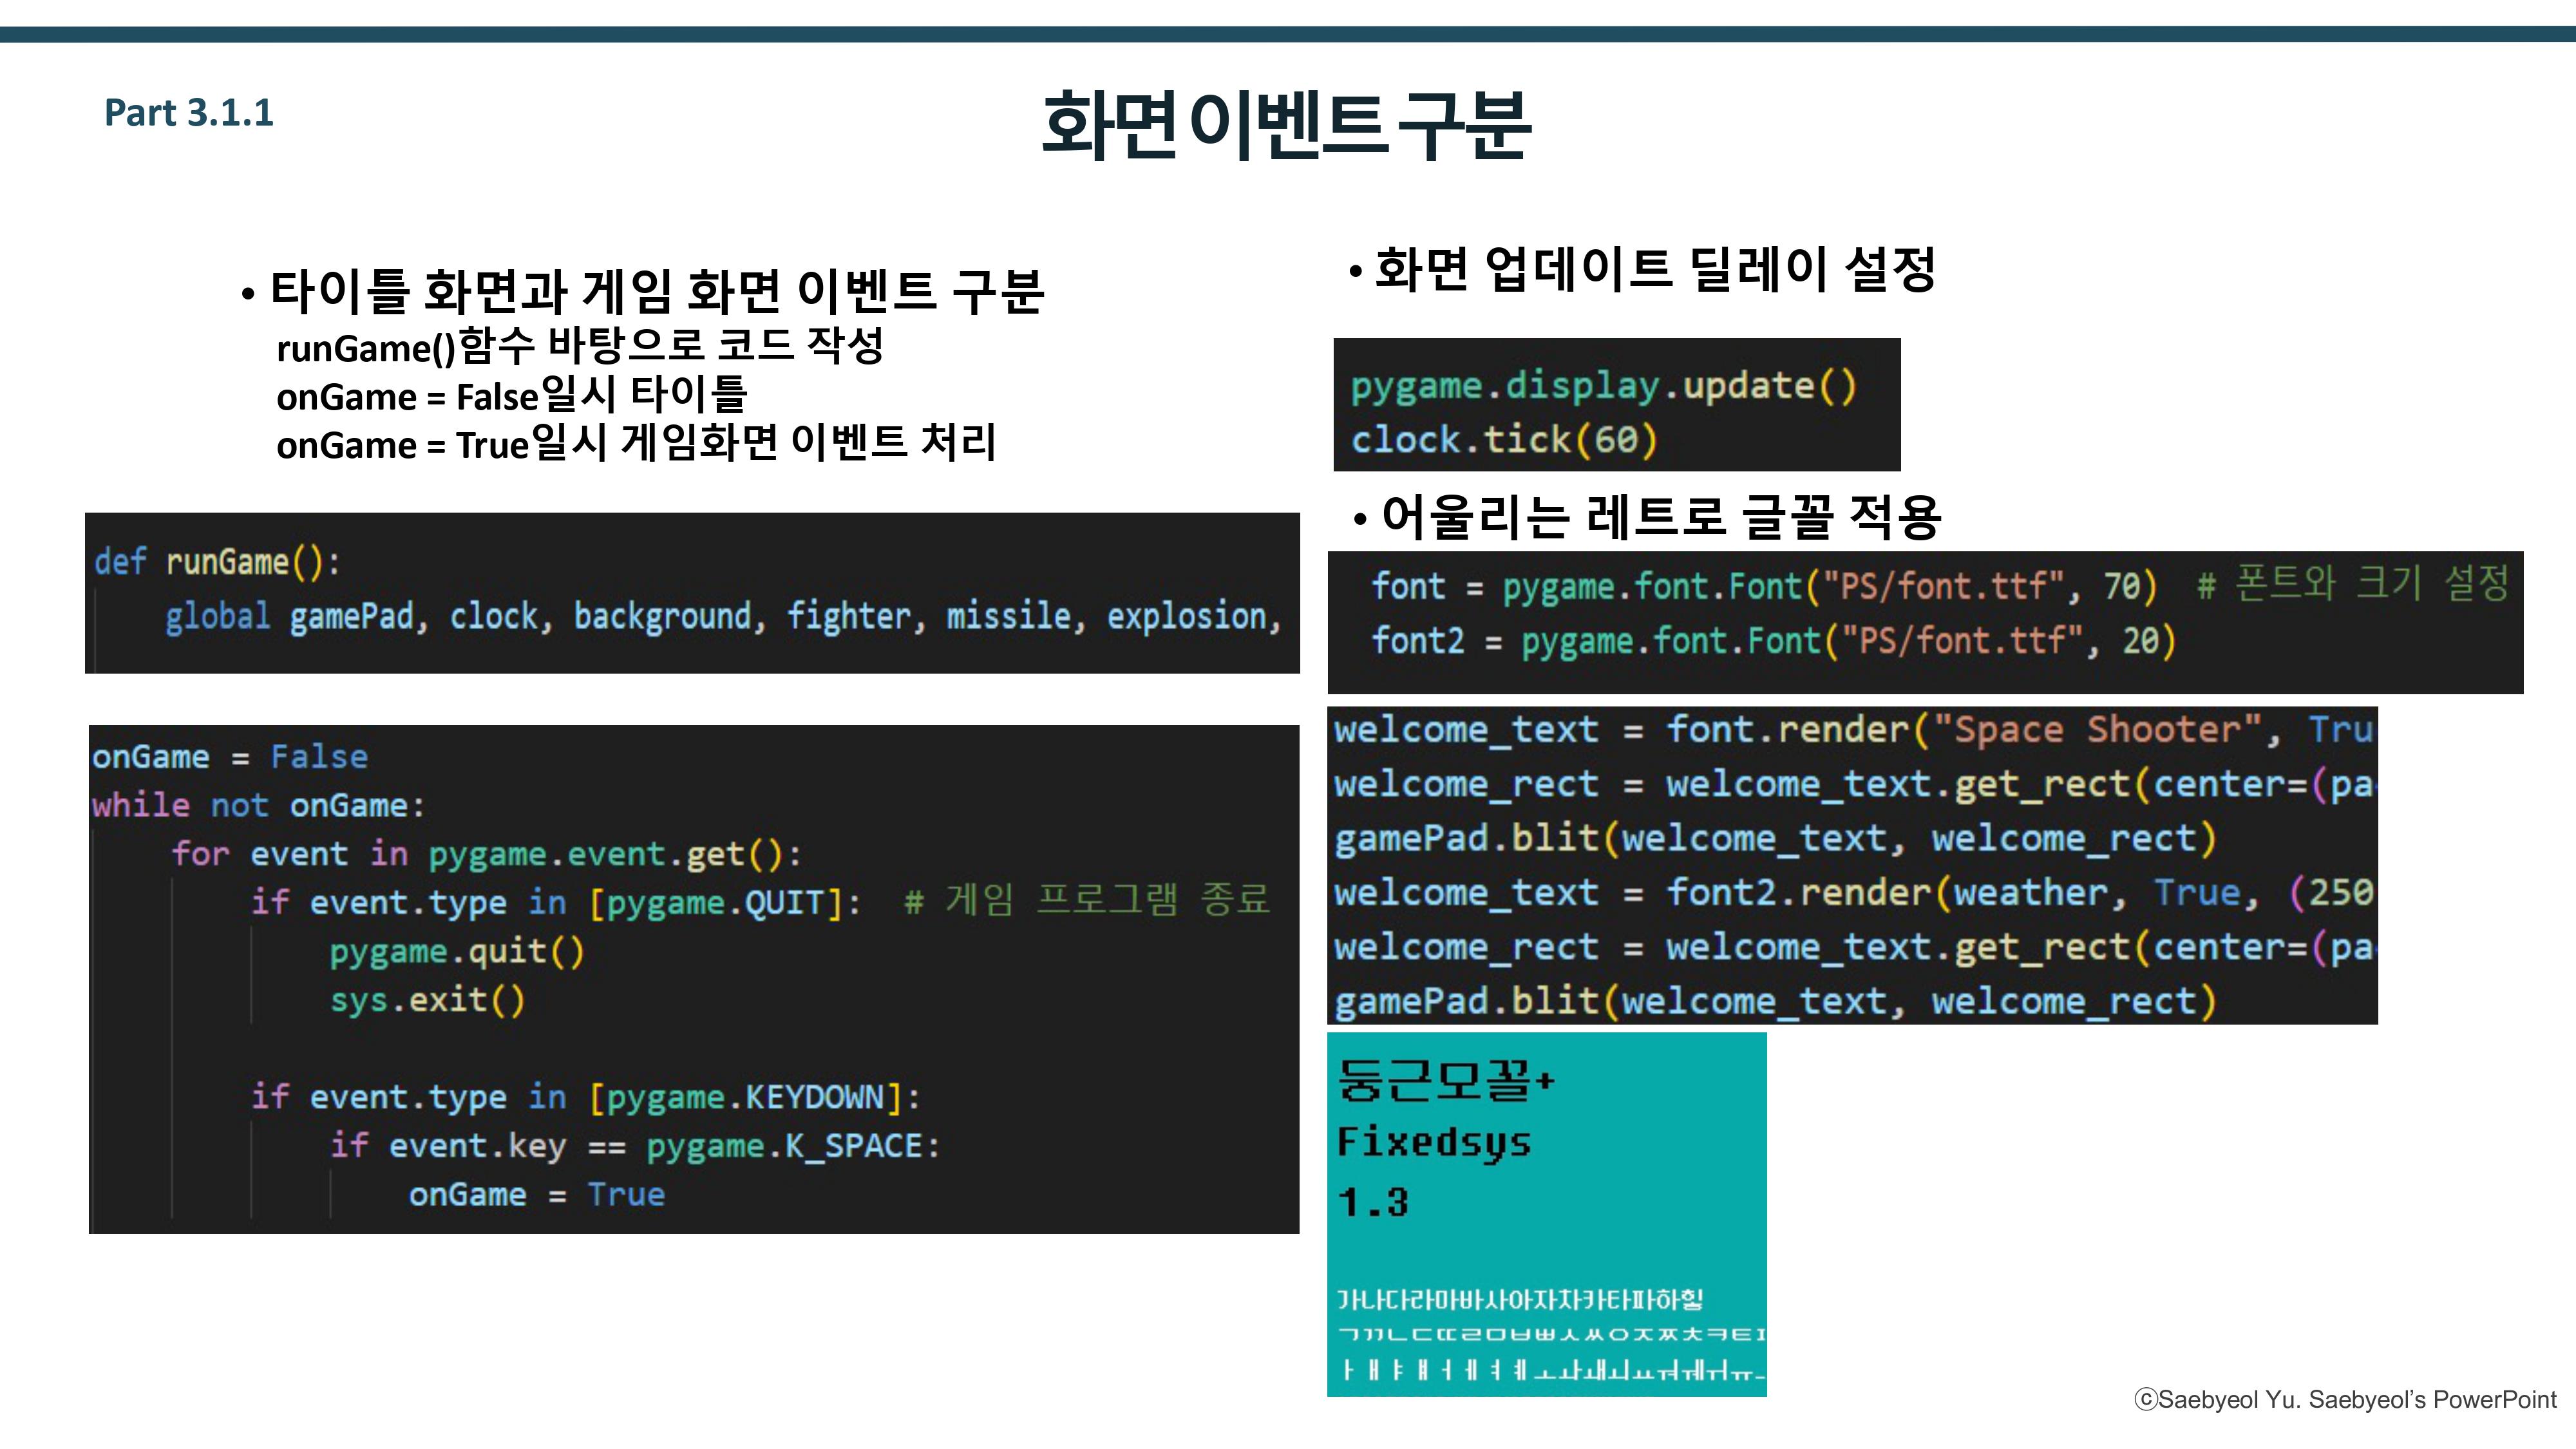 Part 3.1.1
화면 이벤트 구분
• 타이틀 화면과 게임 화면 이벤트 구분
runGame()함수 바탕으로 코드 작성
onGame = False일시 타이틀
onGame = True일시 게임화면 이벤트 처리
def runGame():
global gamePad, clock, background, fighter, missile, explosion,
onGame = False
while not onGame:
for event in pygame.event.get():
if event.type in [pygame.QUIT]: # 게임 프로그램 종료
pygame.quit()
sys.exit()
if event.type in [pygame.KEYDOWN]:
if event.key == pygame.K_SPACE:
onGame = True
• 화면 업데이트 딜레이 설정
pygame.display.update()
clock.tick(60)
• 어울리는 레트로 글꼴 적용
font = pygame.font.Font("PS/font.ttf", 70) # 폰트와 크기 설정
font2 = pygame.font.Font("PS/font.ttf", 20)
welcome_text = font.render("Space Shooter", Tru
welcome_rect = welcome_text.get_rect(center=(pa
gamePad.blit(welcome_text, welcome_rect)
welcome_text = font2.render(weather, True, (250
welcome_rect = welcome_text.get_rect(center=(pa
gamePad.blit(welcome_text, welcome_rect)
둥근모꼴+
Fixedsys
1.3
가나다라마바사아자차카타파하힣
ⓒSaebyeol Yu. Saebyeol's PowerPoint